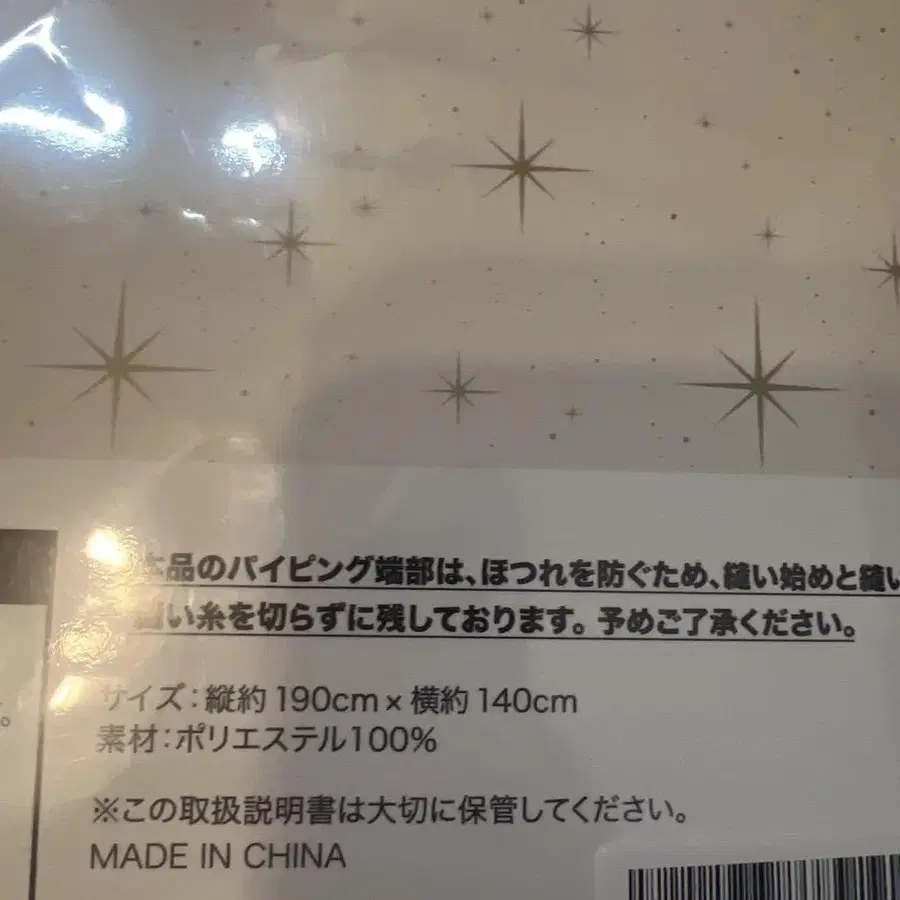 本品のパイピング端部は、ほつれを防ぐため、縫い始めと縫い
縫い糸を切らずに残しております。予めご了承ください。
サイズ:縦約 190cm×横約 140cm
素材:ポリエステル100%
。
※この取扱説明書は大切に保管してください。
MADE IN CHINA